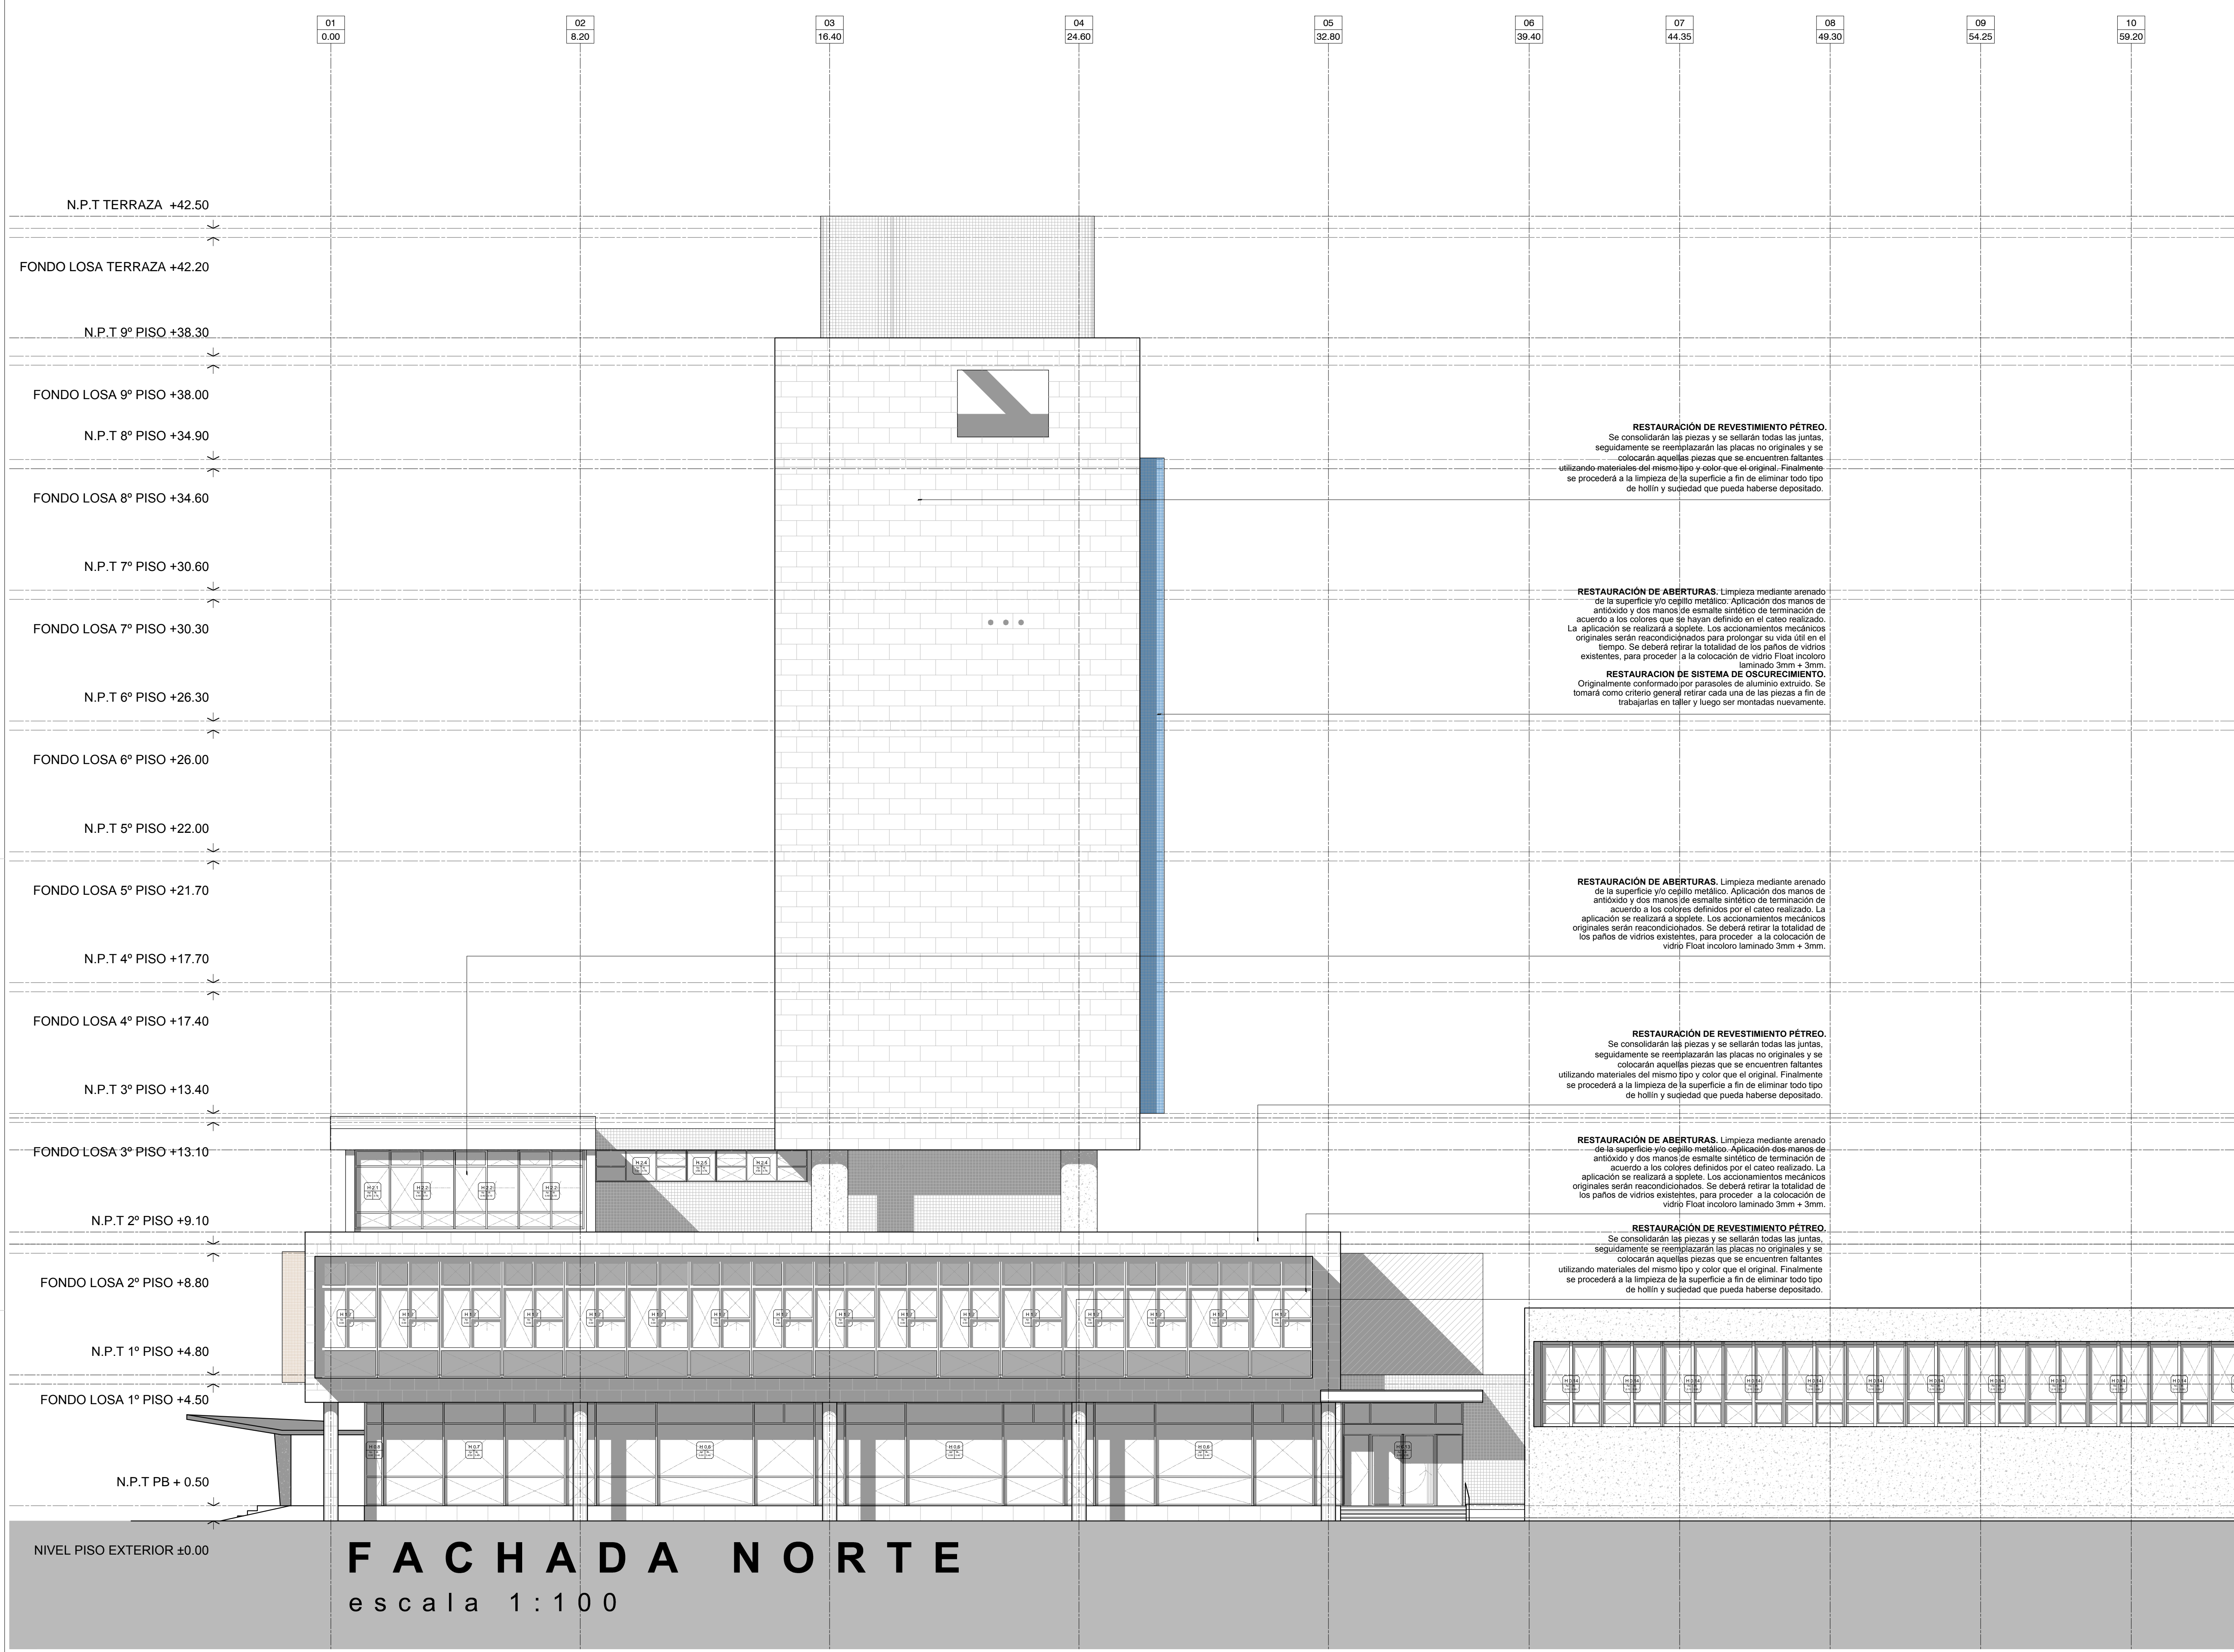 01 02 03 04 05 06 07 08 09 10
0.00 8.20 16.40 24.60 32.80 39.40 44.35 49.30 54.25 59.20
N.P.T TERRAZA +42.50
FONDO LOSA TERRAZA +42.20
N.P.T 9º PISO +38.30
FONDO LOSA 9º PISO +38.00
N.P.T 8º PISO +34.90
FONDO LOSA 8º PISO +34.60
N.P.T 7º PISO +30.60
FONDO LOSA 7º PISO +30.30
N.P.T 6º PISO +26.30
FONDO LOSA 6º PISO +26.00
N.P.T 5º PISO +22.00
FONDO LOSA 5º PISO +21.70
N.P.T 4º PISO +17.70
FONDO LOSA 4º PISO +17.40
N.P.T 3º PISO +13.40
FONDO LOSA 3º PISO +13.10
N.P.T 2º PISO +9.10
FONDO LOSA 2º PISO +8.80
N.P.T 1º PISO +4.80
FONDO LOSA 1º PISO +4.50
N.P.T PB + 0.50
NIVEL PISO EXTERIOR ±0.00
RESTAURACIÓN DE REVESTIMIENTO PÉTREO.
Se consolidarán las piezas y se sellarán todas las juntas,
seguidamente se reemplazarán las placas no originales y se
colocarán aquellas piezas que se encuentren faltantes
utilizando materiales del mismo tipo y color que el original. Finalmente
se procederá a la limpieza de la superficie a fin de eliminar todo tipo
de hollín y suciedad que pueda haberse depositado.
RESTAURACIÓN DE ABERTURAS. Limpieza mediante arenado
de la superficie y/o cepillo metálico. Aplicación dos manos de
antióxido y dos manos de esmalte sintético de terminación de
acuerdo a los colores que se hayan definido en el cateo realizado.
La aplicación se realizará a soplete. Los accionamientos mecánicos
originales serán reacondicionados para prolongar su vida útil en el
tiempo. Se deberá retirar la totalidad de los paños de vidrios
existentes, para proceder a la colocación de vidrio Float incoloro
laminado 3mm + 3mm.
RESTAURACION DE SISTEMA DE OSCURECIMIENTO.
Originalmente conformado por parasoles de aluminio extruido. Se
tomará como criterio general retirar cada una de las piezas a fin de
trabajarlas en taller y luego ser montadas nuevamente.
RESTAURACIÓN DE ABERTURAS. Limpieza mediante arenado
de la superficie y/o cepillo metálico. Aplicación dos manos de
antióxido y dos manos de esmalte sintético de terminación de
acuerdo a los colores definidos por el cateo realizado. La
aplicación se realizará a soplete. Los accionamientos mecánicos
originales serán reacondicionados. Se deberá retirar la totalidad de
los paños de vidrios existentes, para proceder a la colocación de
vidrio Float incoloro laminado 3mm + 3mm.
RESTAURACIÓN DE REVESTIMIENTO PÉTREO.
Se consolidarán las piezas y se sellarán todas las juntas,
seguidamente se reemplazarán las placas no originales y se
colocarán aquellas piezas que se encuentren faltantes
utilizando materiales del mismo tipo y color que el original. Finalmente
se procederá a la limpieza de la superficie a fin de eliminar todo tipo
de hollín y suciedad que pueda haberse depositado.
RESTAURACIÓN DE ABERTURAS. Limpieza mediante arenado
de la superficie y/o cepillo metálico. Aplicación dos manos de
antióxido y dos manos de esmalte sintético de terminación de
acuerdo a los colores definidos por el cateo realizado. La
aplicación se realizará a soplete. Los accionamientos mecánicos
originales serán reacondicionados. Se deberá retirar la totalidad de
los paños de vidrios existentes, para proceder a la colocación de
vidrio Float incoloro laminado 3mm + 3mm.
RESTAURACIÓN DE REVESTIMIENTO PÉTREO.
Se consolidarán las piezas y se sellarán todas las juntas,
seguidamente se reemplazarán las placas no originales y se
colocarán aquellas piezas que se encuentren faltantes
utilizando materiales del mismo tipo y color que el original. Finalmente
se procederá a la limpieza de la superficie a fin de eliminar todo tipo
de hollín y suciedad que pueda haberse depositado.
H 2.4 H 2.5 H 2.4
H 2.1 H 2.2 H 2.2 H 2.2
H 0.7
FACHADA NORTE
escala 1:100